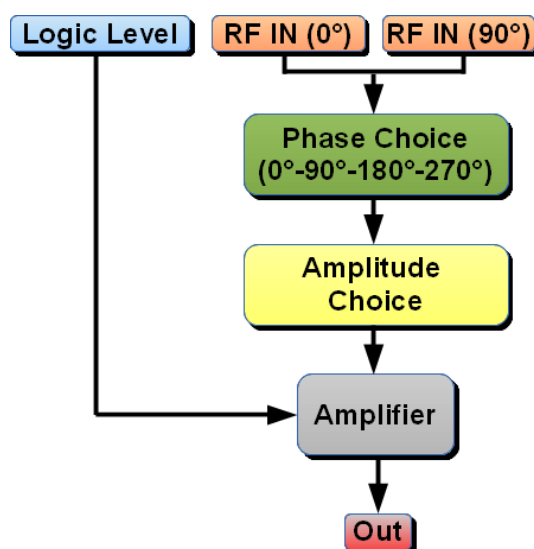 Logic Level
RF IN (0°)
RF IN (90°)
Phase Choice
(0°-90°-180°-270°)
Amplitude
Choice
Amplifier
Out